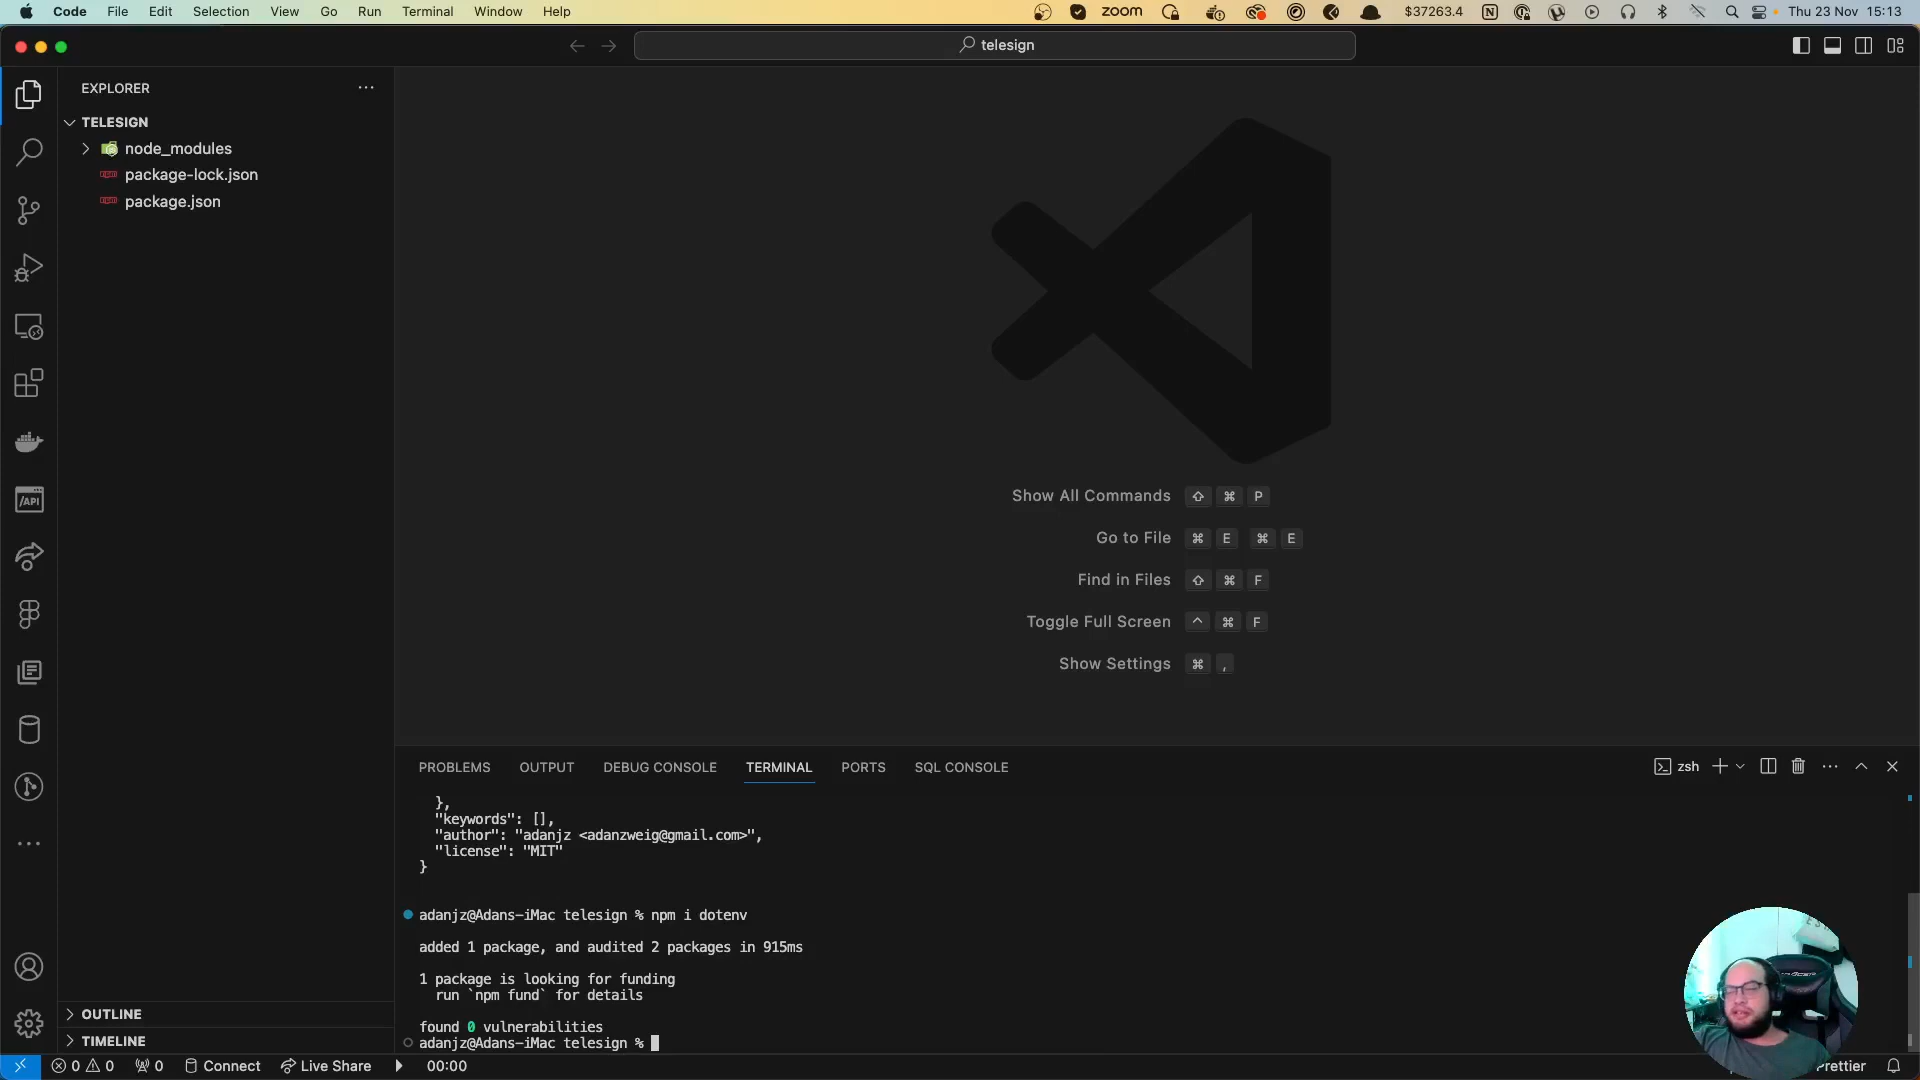 Code File Edit Selection View Go Run Terminal Window Help
zoom $37263.4 Thu 23 Nov 15:13
telesign
EXPLORER
TELESIGN
node_modules
package-lock.json
package.json
Show All Commands ⇧ ⌘ P
Go to File ⌘ E ⌘ E
Find in Files ⇧ ⌘ F
Toggle Full Screen ^ ⌘ F
Show Settings ⌘ ,
PROBLEMS OUTPUT DEBUG CONSOLE TERMINAL PORTS SQL CONSOLE
zsh
},
"keywords": [],
"author": "adanjz <adanzweig@gmail.com>",
"license": "MIT"
}
adanjz@Adans-iMac telesign % npm i dotenv
added 1 package, and audited 2 packages in 915ms
1 package is looking for funding
run `npm fund` for details
found 0 vulnerabilities
adanjz@Adans-iMac telesign %
OUTLINE
TIMELINE
0 0 0 Connect Live Share 00:00 Prettier